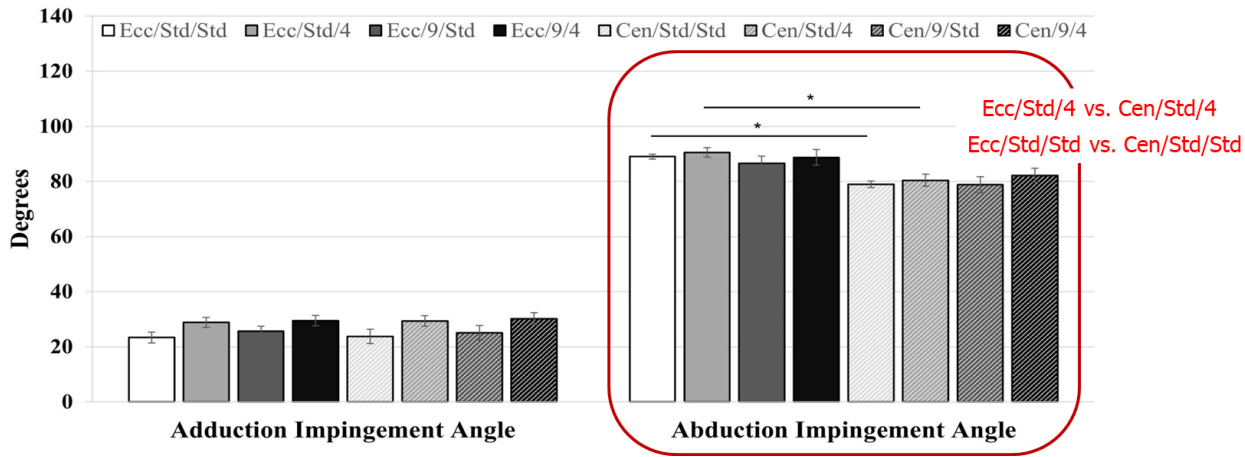 140
Ecc/Std/Std Ecc/Std/4 Ecc/9/Std Ecc/9/4 Cen/Std/Std Cen/Std/4 Cen/9/Std Cen/9/4
120
*
Ecc/Std/4 vs. Cen/Std/4
100
*
Ecc/Std/Std vs. Cen/Std/Std
80
Degrees
60
40
20
0
Adduction Impingement Angle Abduction Impingement Angle